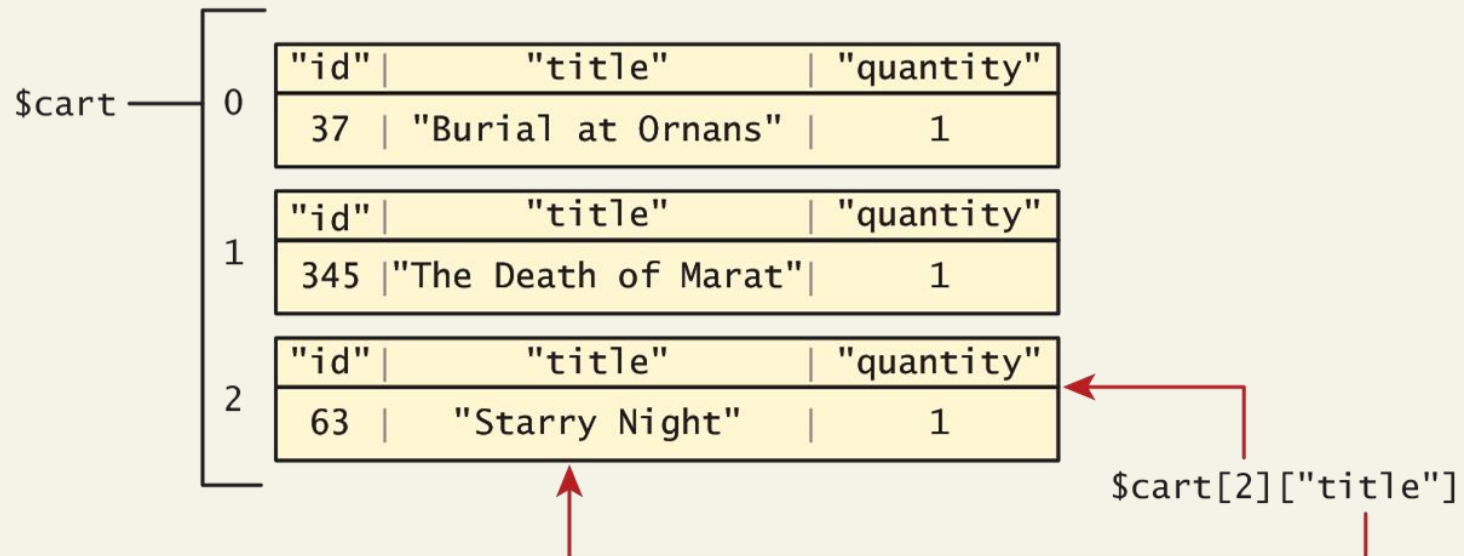 "id"| "title" | "quantity"
$cart 0
37 | "Burial at Ornans" | 1
"id"| "title" | "quantity"
1
345 |"The Death of Marat"| 1
"id"| "title" | "quantity"
2
63 | "Starry Night" | 1
$cart[2]["title"]